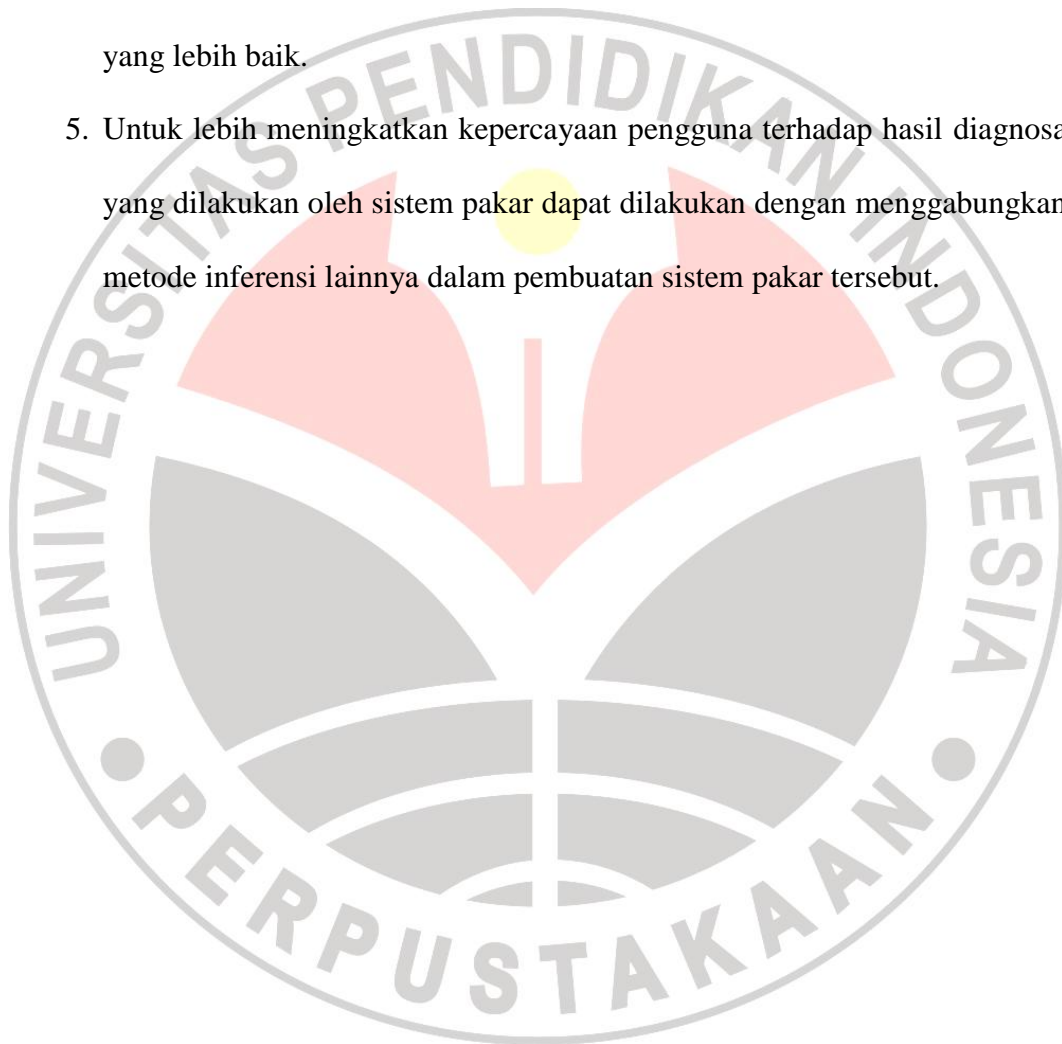 yang lebih baik.
5. Untuk lebih meningkatkan kepercayaan pengguna terhadap hasil diagnosa
yang dilakukan oleh sistem pakar dapat dilakukan dengan menggabungkan
metode inferensi lainnya dalam pembuatan sistem pakar tersebut.
UNIVERSITAS PENDIDIKAN INDONESIA
PERPUSTAKAAN